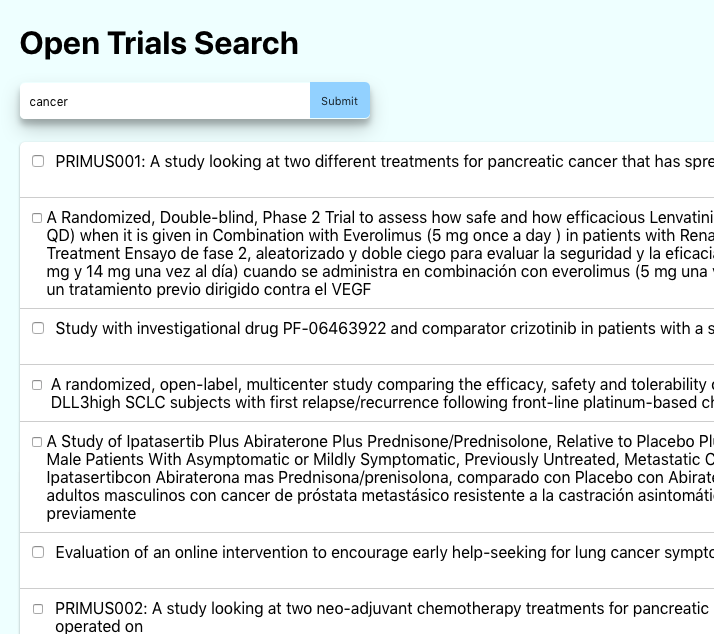 Open Trials Search
cancer
Submit
PRIMUS001: A study looking at two different treatments for pancreatic cancer that has spre
A Randomized, Double-blind, Phase 2 Trial to assess how safe and how efficacious Lenvatini
QD) when it is given in Combination with Everolimus (5 mg once a day ) in patients with Rena
Treatment Ensayo de fase 2, aleatorizado y doble ciego para evaluar la seguridad y la eficaci
mg y 14 mg una vez al día) cuando se administra en combinación con everolimus (5 mg una
un tratamiento previo dirigido contra el VEGF
Study with investigational drug PF-06463922 and comparator crizotinib in patients with a s
A randomized, open-label, multicenter study comparing the efficacy, safety and tolerability
DLL3high SCLC subjects with first relapse/recurrence following front-line platinum-based ch
A Study of Ipatasertib Plus Abiraterone Plus Prednisone/Prednisolone, Relative to Placebo Pl
Male Patients With Asymptomatic or Mildly Symptomatic, Previously Untreated, Metastatic C
Ipatasertibcon Abiraterona mas Prednisona/prenisolona, comparado con Placebo con Abirate
adultos masculinos con cancer de próstata metastásico resistente a la castración asintomáti
previamente
Evaluation of an online intervention to encourage early help-seeking for lung cancer sympto
PRIMUS002: A study looking at two neo-adjuvant chemotherapy treatments for pancreatic
operated on